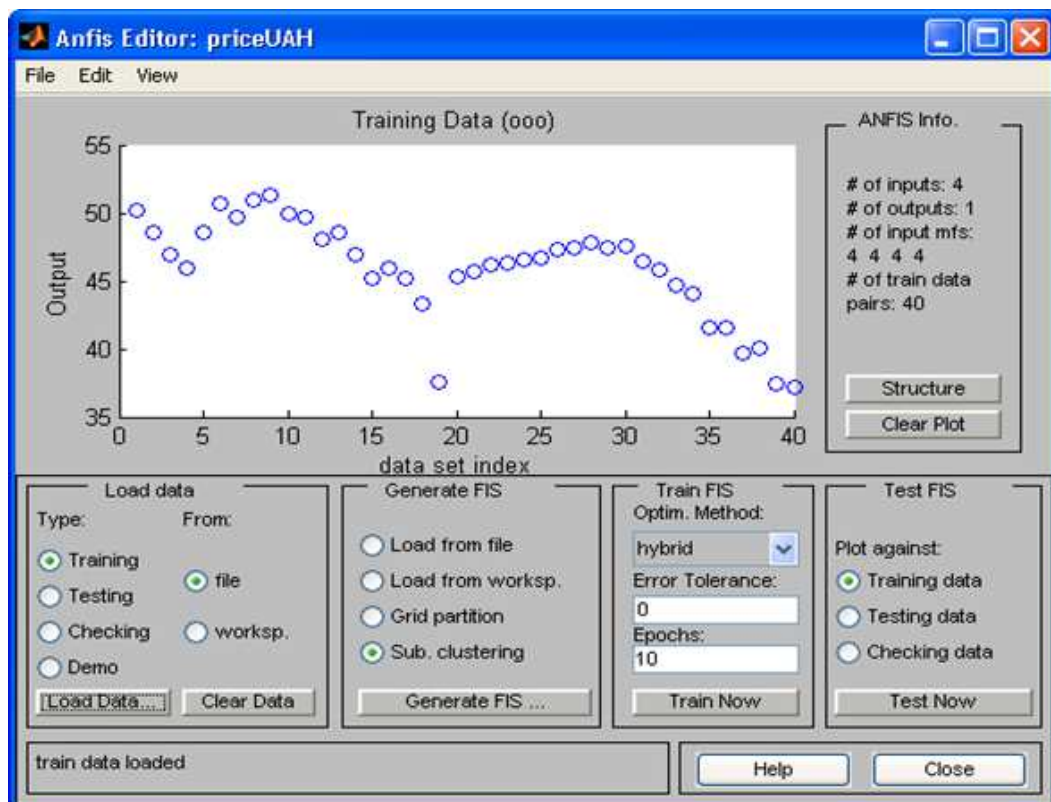 Anfis Editor: priceUAH
File Edit View
Training Data (ooo)
55
50
45
40
35
Output
0 5 10 15 20 25 30 35 40
data set index
ANFIS Info.
# of inputs: 4
# of outputs: 1
# of input mfs:
4 4 4 4
# of train data
pairs: 40
Structure
Clear Plot
Load data
Type: From:
Training
file
Testing
Checking
worksp.
Demo
Load Data... Clear Data
Generate FIS
Load from file
Load from worksp.
Grid partition
Sub. clustering
Generate FIS ...
Train FIS
Optim. Method:
hybrid
Error Tolerance:
0
Epochs:
10
Train Now
Test FIS
Plot against:
Training data
Testing data
Checking data
Test Now
train data loaded
Help Close